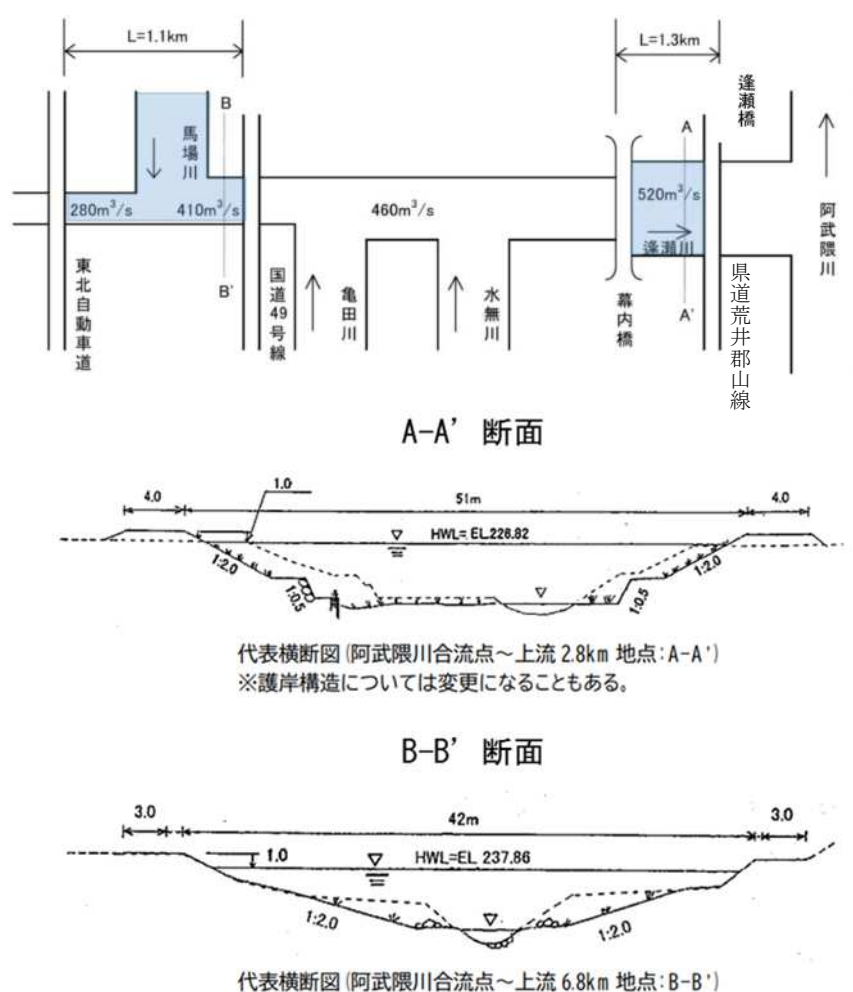 L=1.1km
L=1.3km
逢瀬橋
B
A
馬場川
280m³/s
410m³/s
460m³/s
520m³/s
逢瀬川
阿武隈川
B'
A'
東北自動車道
国道49号線
亀田川
水無川
幕内橋
県道荒井郡山線
A-A' 断面
4.0
1.0
51m
4.0
HWL= EL.226.82
1:2.0
1:0.5
1:0.5
1:2.0
代表横断図(阿武隈川合流点~上流2.8km 地点:A-A')
※護岸構造については変更になることもある。
B-B' 断面
3.0
42m
3.0
1.0
HWL=EL 237.86
1:2.0
1:2.0
代表横断図(阿武隈川合流点~上流6.8km 地点:B-B')